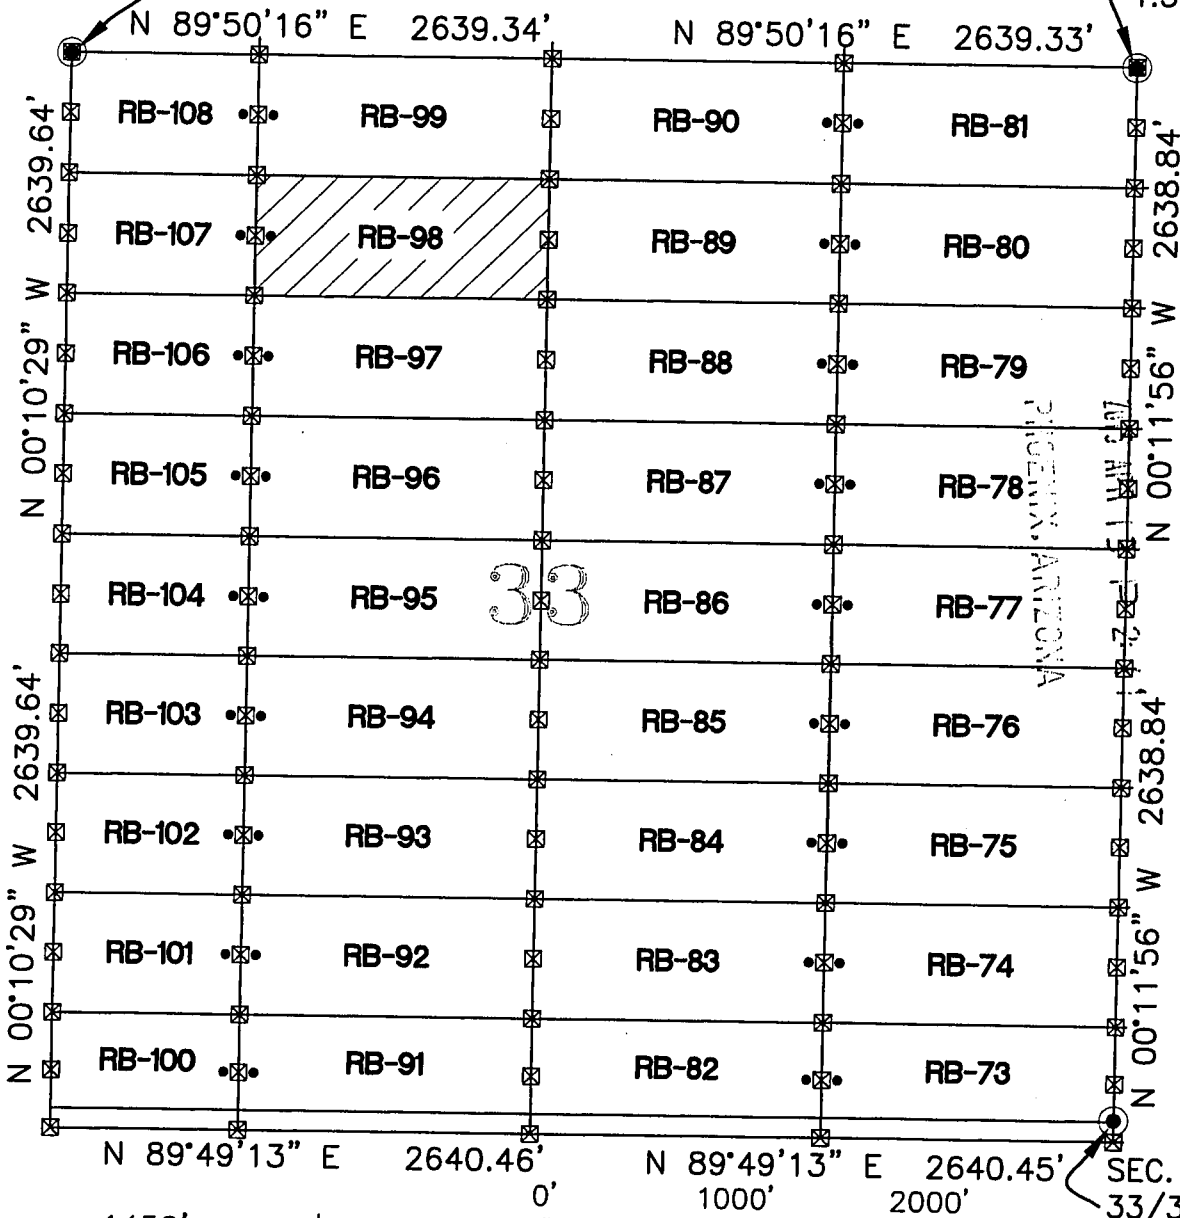 N 89°50'16" E 2639.34' N 89°50'16" E 2639.33'
2639.64'
N 00°10'29" W
2639.64'
N 00°10'29" W
2638.84'
N 00°11'56" W
2638.84'
N 00°11'56" W
RB-108 RB-99 RB-90 RB-81
RB-107 RB-98 RB-89 RB-80
RB-106 RB-97 RB-88 RB-79
RB-105 RB-96 RB-87 RB-78
RB-104 RB-95 33 RB-86 RB-77
RB-103 RB-94 RB-85 RB-76
RB-102 RB-93 RB-84 RB-75
RB-101 RB-92 RB-83 RB-74
RB-100 RB-91 RB-82 RB-73
PHOENIX, ARIZONA
N 89°49'13" E 2640.46' N 89°49'13" E 2640.45' SEC.
0' 1000' 2000' 33/3